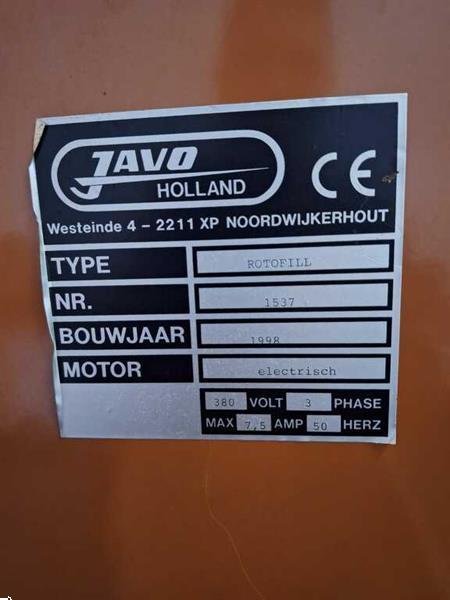 JAVO
HOLLAND
CE
Westeinde 4 - 2211 XP NOORDWIJKERHOUT
TYPE ROTOFILL
NR. 1537
BOUWJAAR 1998
MOTOR electrisch
380 VOLT 3 PHASE
MAX 7,5 AMP 50 HERZ